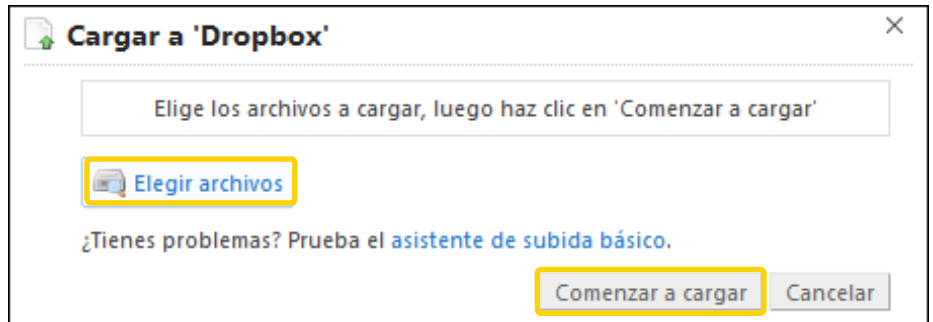 Cargar a 'Dropbox'
Elige los archivos a cargar, luego haz clic en 'Comenzar a cargar'
Elegir archivos
¿Tienes problemas? Prueba el asistente de subida básico.
Comenzar a cargar Cancelar